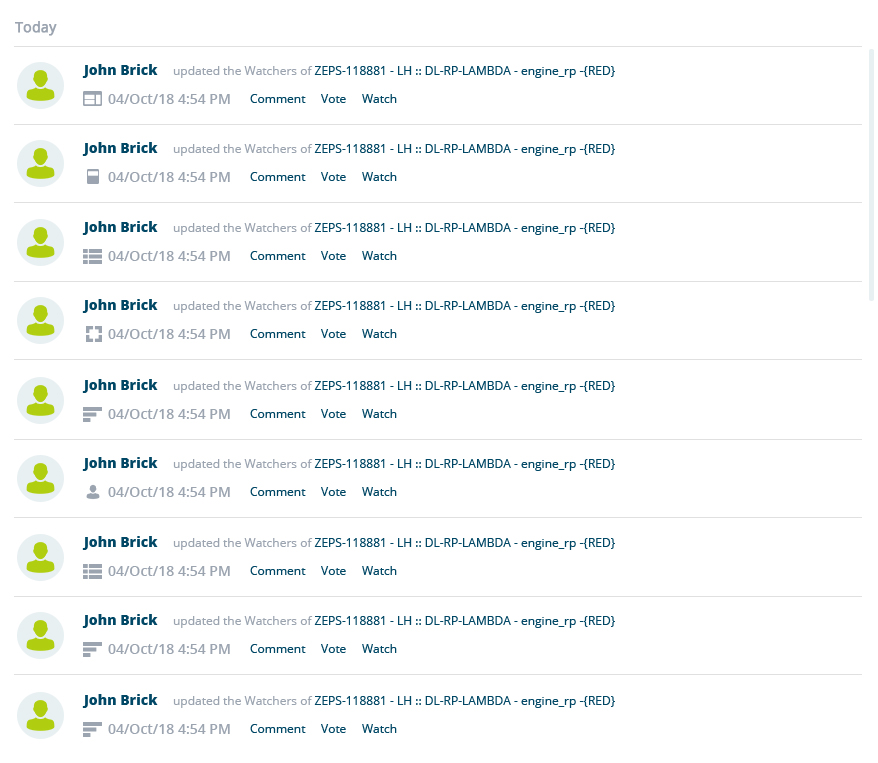 Today
John Brick updated the Watchers of ZEPS-118881 - LH :: DL-RP-LAMBDA - engine_rp -{RED}
04/Oct/18 4:54 PM Comment Vote Watch
John Brick updated the Watchers of ZEPS-118881 - LH :: DL-RP-LAMBDA - engine_rp -{RED}
04/Oct/18 4:54 PM Comment Vote Watch
John Brick updated the Watchers of ZEPS-118881 - LH :: DL-RP-LAMBDA - engine_rp -{RED}
04/Oct/18 4:54 PM Comment Vote Watch
John Brick updated the Watchers of ZEPS-118881 - LH :: DL-RP-LAMBDA - engine_rp -{RED}
04/Oct/18 4:54 PM Comment Vote Watch
John Brick updated the Watchers of ZEPS-118881 - LH :: DL-RP-LAMBDA - engine_rp -{RED}
04/Oct/18 4:54 PM Comment Vote Watch
John Brick updated the Watchers of ZEPS-118881 - LH :: DL-RP-LAMBDA - engine_rp -{RED}
04/Oct/18 4:54 PM Comment Vote Watch
John Brick updated the Watchers of ZEPS-118881 - LH :: DL-RP-LAMBDA - engine_rp -{RED}
04/Oct/18 4:54 PM Comment Vote Watch
John Brick updated the Watchers of ZEPS-118881 - LH :: DL-RP-LAMBDA - engine_rp -{RED}
04/Oct/18 4:54 PM Comment Vote Watch
John Brick updated the Watchers of ZEPS-118881 - LH :: DL-RP-LAMBDA - engine_rp -{RED}
04/Oct/18 4:54 PM Comment Vote Watch